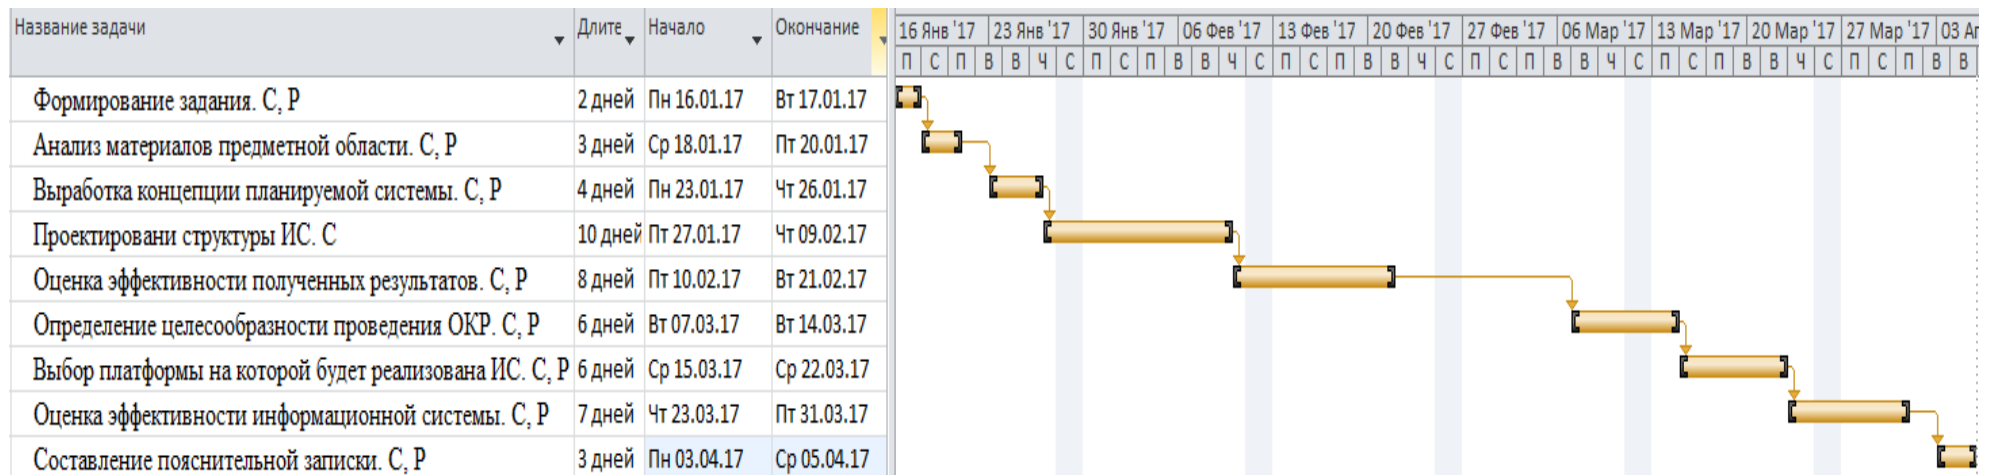 Название задачи Длите Начало Окончание 16 Янв '17 23 Янв '17 30 Янв '17 06 Фев '17 13 Фев '17 20 Фев '17 27 Фев '17 06 Мар '17 13 Мар '17 20 Мар '17 27 Мар '17 03 Ап
П С П В В Ч С П С П В В Ч С П С П В В Ч С П С П В В Ч С П С П В В Ч С П С П В В
Формирование задания. С, Р 2 дней Пн 16.01.17 Вт 17.01.17
Анализ материалов предметной области. С, Р 3 дней Ср 18.01.17 Пт 20.01.17
Выработка концепции планируемой системы. С, Р 4 дней Пн 23.01.17 Чт 26.01.17
Проектировани структуры ИС. С 10 дней Пт 27.01.17 Чт 09.02.17
Оценка эффективности полученных результатов. С, Р 8 дней Пт 10.02.17 Вт 21.02.17
Определение целесообразности проведения ОКР. С, Р 6 дней Вт 07.03.17 Вт 14.03.17
Выбор платформы на которой будет реализована ИС. С, Р 6 дней Ср 15.03.17 Ср 22.03.17
Оценка эффективности информационной системы. С, Р 7 дней Чт 23.03.17 Пт 31.03.17
Составление пояснительной записки. С, Р 3 дней Пн 03.04.17 Ср 05.04.17